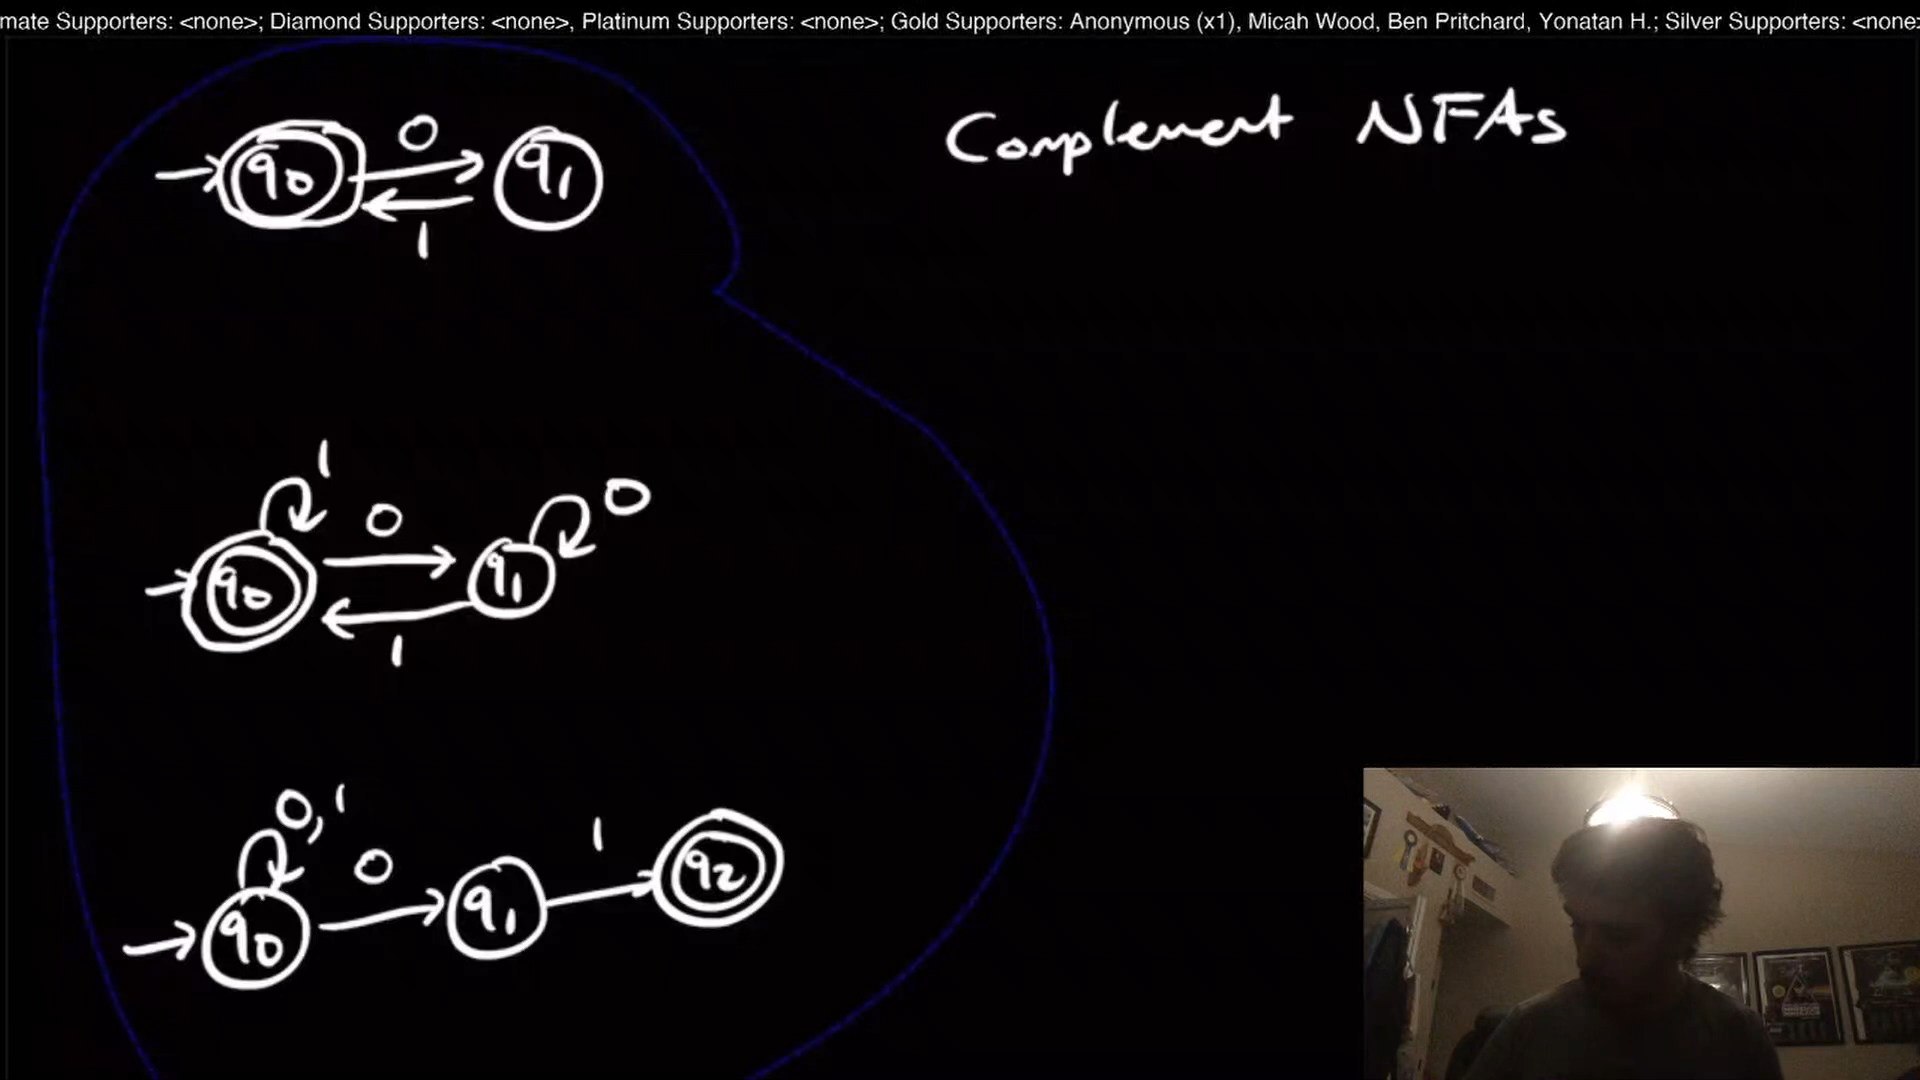 mate Supporters: <none>; Diamond Supporters: <none>, Platinum Supporters: <none>; Gold Supporters: Anonymous (x1), Micah Wood, Ben Pritchard, Yonatan H.; Silver Supporters: <none>
Complement NFAs
0
q0 q1
1
1
0 0
q0 q1
1
0,1
0 1
q0 q1 q2